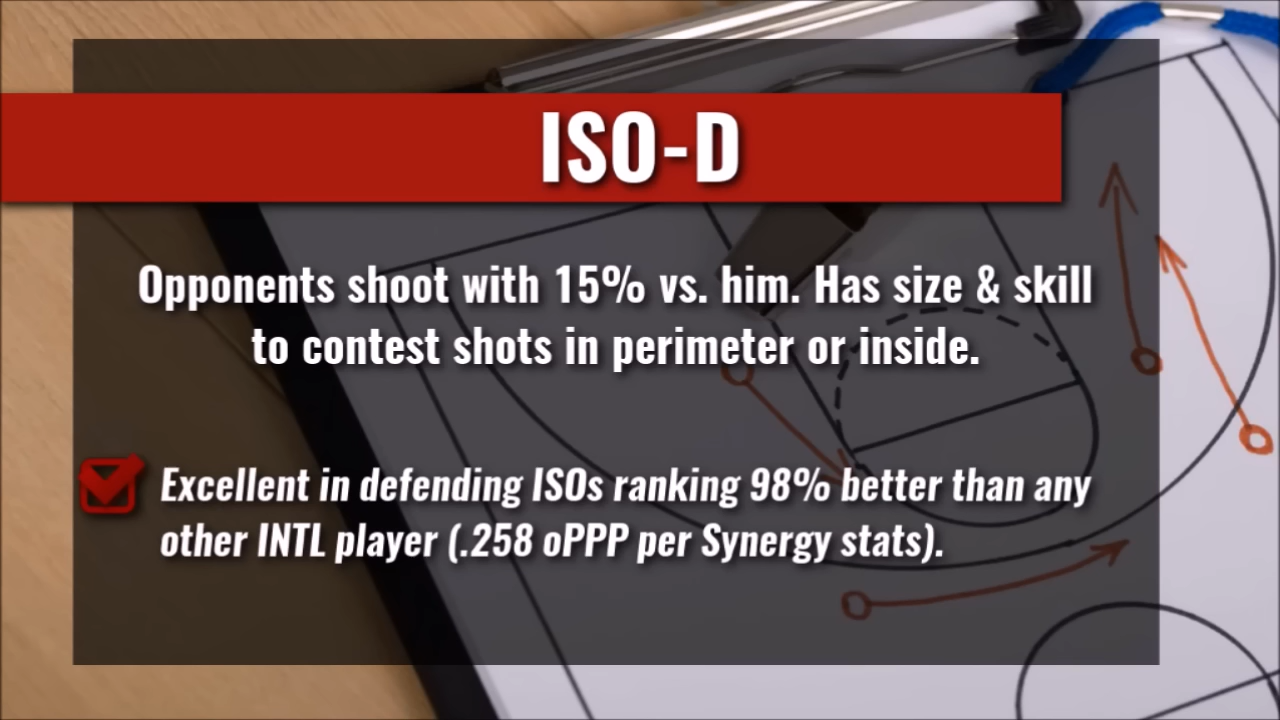 ISO-D
Opponents shoot with 15% vs. him. Has size & skill
to contest shots in perimeter or inside.
Excellent in defending ISOs ranking 98% better than any
other INTL player (.258 oPPP per Synergy stats).